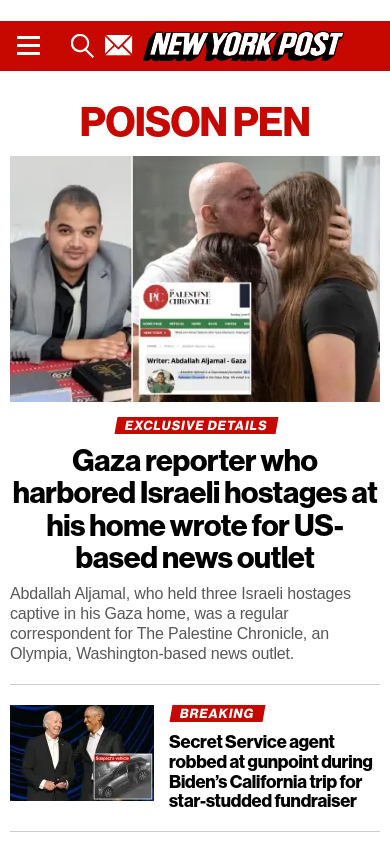 NEW YORK POST
POISON PEN
PC
THE
PALESTINE
CHRONICLE
Writer: Abdallah Aljamal - Gaza
EXCLUSIVE DETAILS
Gaza reporter who
harbored Israeli hostages at
his home wrote for US-
based news outlet
Abdallah Aljamal, who held three Israeli hostages
captive in his Gaza home, was a regular
correspondent for The Palestine Chronicle, an
Olympia, Washington-based news outlet.
BREAKING
Suspect's vehicle
Secret Service agent
robbed at gunpoint during
Biden’s California trip for
star-studded fundraiser